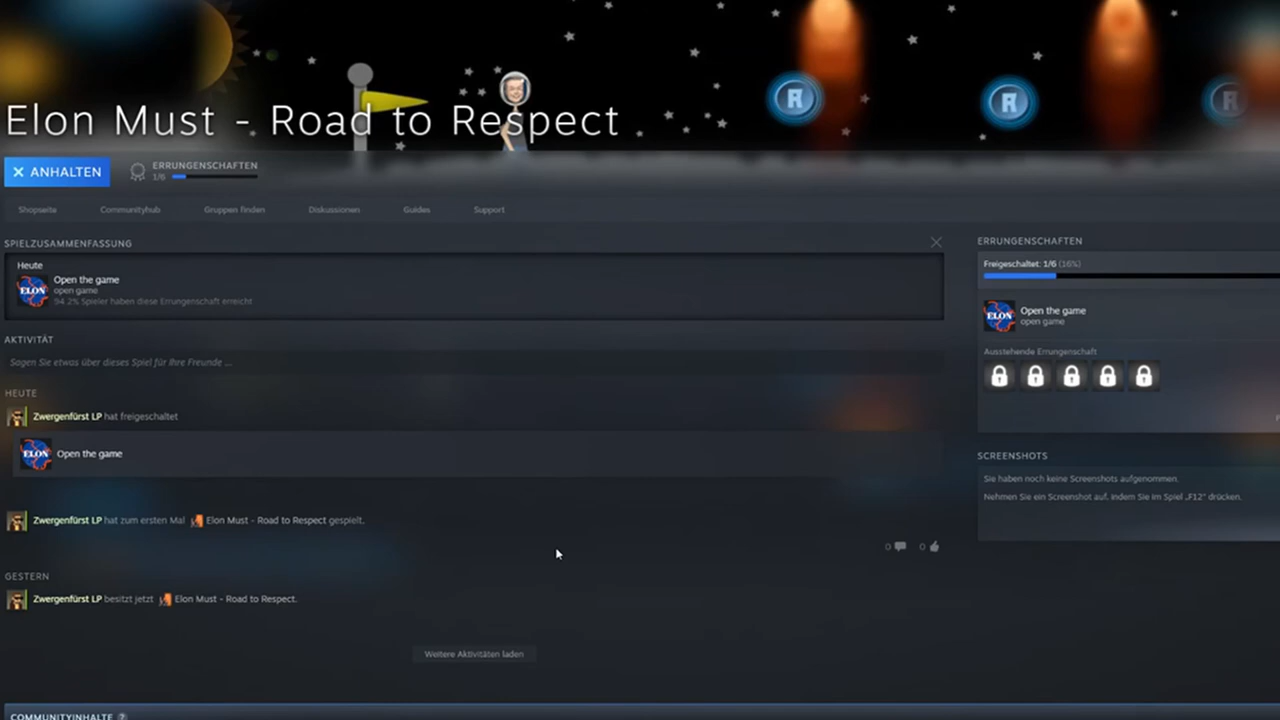 Elon Must - Road to Respect
R
R
R
ANHALTEN
ERRUNGENSCHAFTEN
1/6
Shopseite
Communityhub
Gruppen finden
Diskussionen
Guides
Support
SPIELZUSAMMENFASSUNG
Heute
ELON
Open the game
open game
94.2% Spieler haben diese Errungenschaft erreicht
AKTIVITÄT
Sagen Sie etwas über dieses Spiel für Ihre Freunde ...
HEUTE
Zwergenfürst LP hat freigeschaltet
ELON
Open the game
Zwergenfürst LP hat zum ersten Mal Elon Must - Road to Respect gespielt.
0 0
GESTERN
Zwergenfürst LP besitzt jetzt Elon Must - Road to Respect.
Weitere Aktivitäten laden
COMMUNITYINHALTE ?
ERRUNGENSCHAFTEN
Freigeschaltet: 1/6 (16%)
ELON
Open the game
open game
Ausstehende Errungenschaft
SCREENSHOTS
Sie haben noch keine Screenshots aufgenommen.
Nehmen Sie ein Screenshot auf, indem Sie im Spiel „F12" drücken.